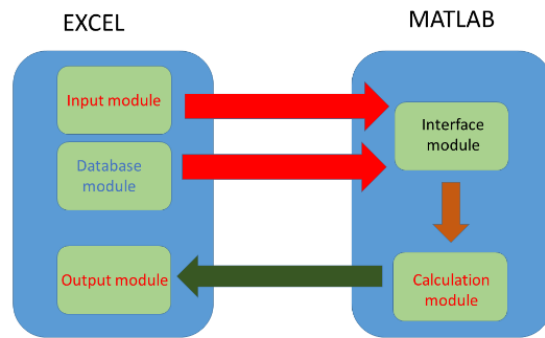 EXCEL
MATLAB
Input module
Database
module
Output module
Interface
module
Calculation
module